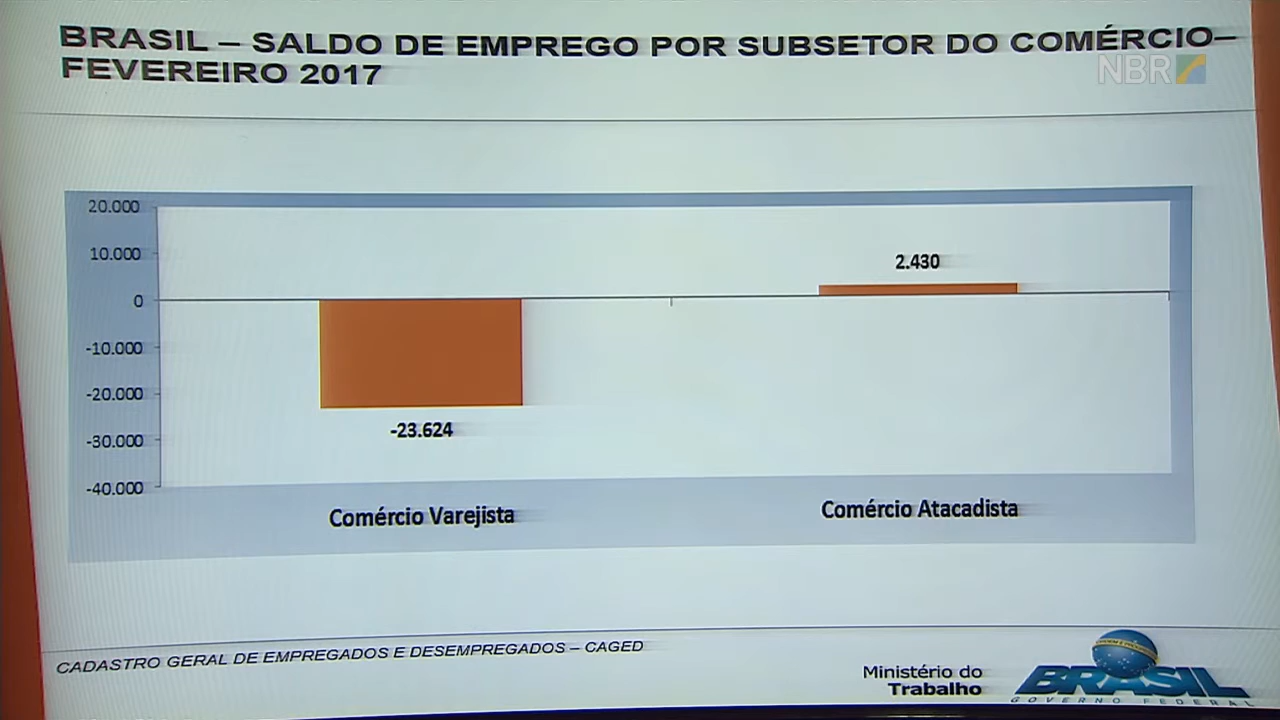 BRASIL – SALDO DE EMPREGO POR SUBSETOR DO COMÉRCIO–
FEVEREIRO 2017
NBR
20.000
10.000
0
-10.000
-20.000
-30.000
-40.000
2.430
-23.624
Comércio Varejista
Comércio Atacadista
CADASTRO GERAL DE EMPREGADOS E DESEMPREGADOS – CAGED
Ministério do
Trabalho
BRASIL
GOVERNO FEDERAL